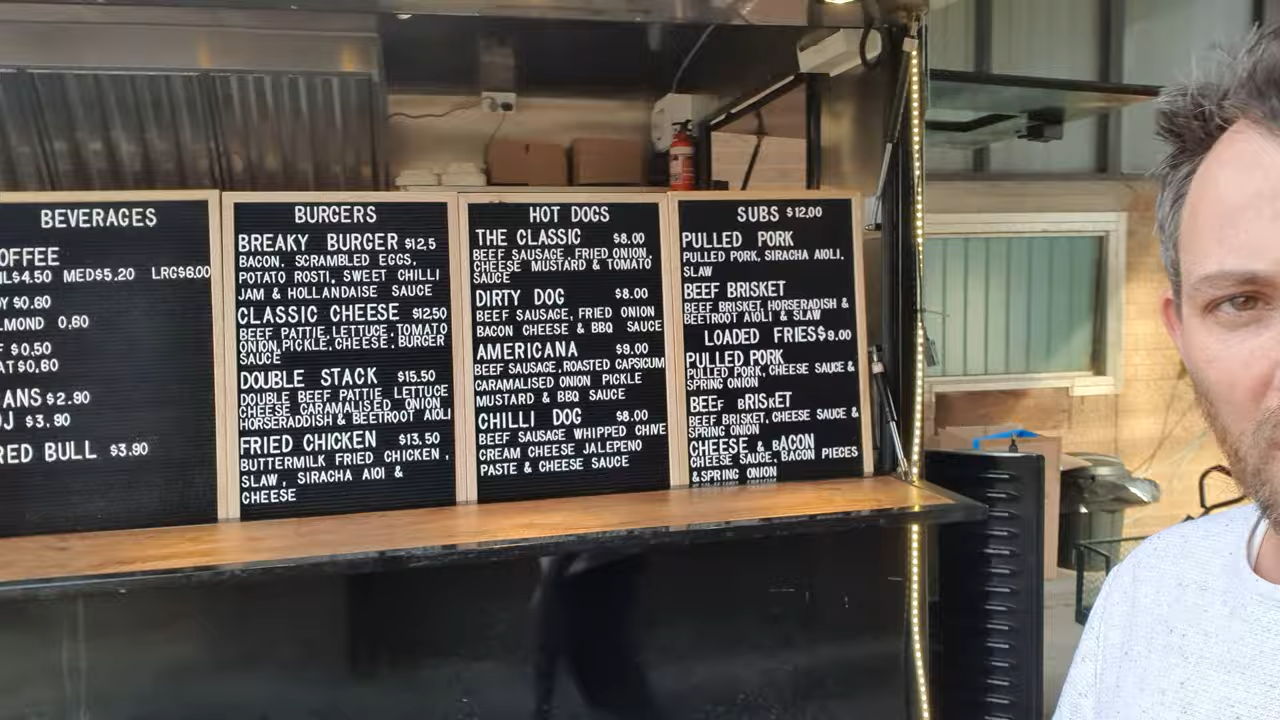 BEVERAGES
OFFEE
L$4.50 MED$5.20 LRG$6.00
Y $0.60
LMOND 0,60
F $0.50
AT $0,60
ANS $2.90
J $3,90
RED BULL $3.90
BURGERS
BREAKY BURGER $12,5
BACON, SCRAMBLED EGGS,
POTATO ROSTI, SWEET CHILLI
JAM & HOLLANDAISE SAUCE
CLASSIC CHEESE $12,50
BEEF PATTIE, LETTUCE, TOMATO
ONION, PICKLE, CHEESE, BURGER
SAUCE
DOUBLE STACK $15.50
DOUBLE BEEF PATTIE, LETTUCE
CHEESE CARAMALISED ONION
HORSERADDISH & BEETROOT AIOLI
FRIED CHICKEN $13,50
BUTTERMILK FRIED CHICKEN,
SLAW, SIRACHA AIOI &
CHEESE
HOT DOGS
THE CLASSIC $8.00
BEEF SAUSAGE, FRIED ONION,
CHEESE MUSTARD & TOMATO
SAUCE
DIRTY DOG $8.00
BEEF SAUSAGE, FRIED ONION
BACON CHEESE & BBQ SAUCE
AMERICANA $9.00
BEEF SAUSAGE, ROASTED CAPSICUM
CARAMALISED ONION PICKLE
MUSTARD & BBQ SAUCE
CHILLI DOG $8.00
BEEF SAUSAGE WHIPPED CHIVE
CREAM CHEESE JALEPENO
PASTE & CHEESE SAUCE
SUBS $12,00
PULLED PORK
PULLED PORK, SIRACHA AIOLI,
SLAW
BEEF BRISKET
BEEF BRISKET HORSERADISH &
BEETROOT AIOLI & SLAW
LOADED FRIES $9.00
PULLED PORK
PULLED PORK, CHEESE SAUCE &
SPRING ONION
BEEF BRISKET
BEEF BRISKET, CHEESE SAUCE &
SPRING ONION
CHEESE & BACON
CHEESE SAUCE, BACON PIECES
& SPRING ONION